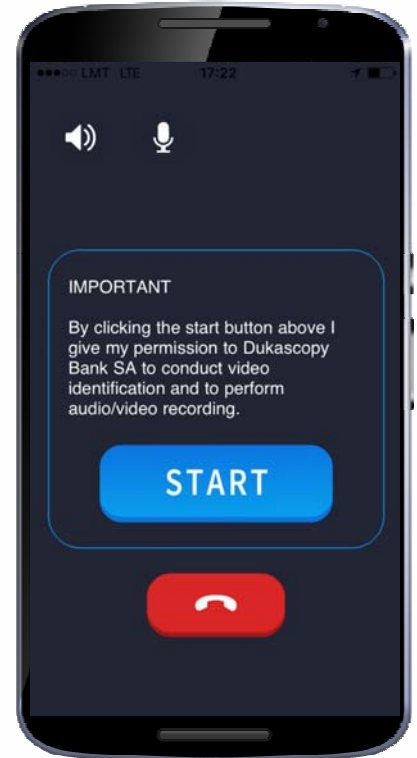 LMT LTE 17:22
IMPORTANT
By clicking the start button above I
give my permission to Dukascopy
Bank SA to conduct video
identification and to perform
audio/video recording.
START